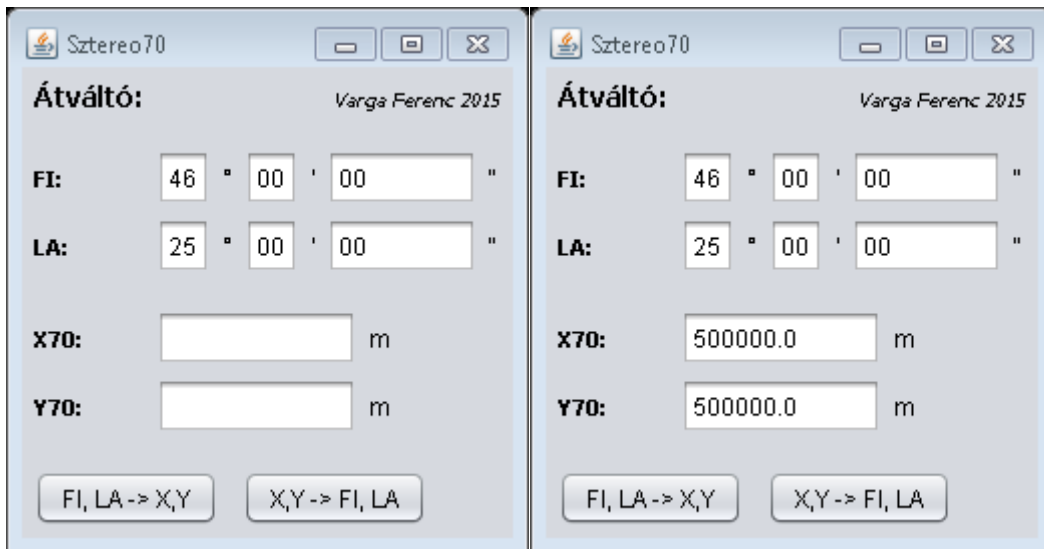 Sztereo70
Átváltó: Varga Ferenc 2015
FI: 46 ° 00 ' 00 "
LA: 25 ° 00 ' 00 "
X70: m
Y70: m
FI, LA -> X,Y X,Y -> FI, LA
Sztereo70
Átváltó: Varga Ferenc 2015
FI: 46 ° 00 ' 00 "
LA: 25 ° 00 ' 00 "
X70: 500000.0 m
Y70: 500000.0 m
FI, LA -> X,Y X,Y -> FI, LA